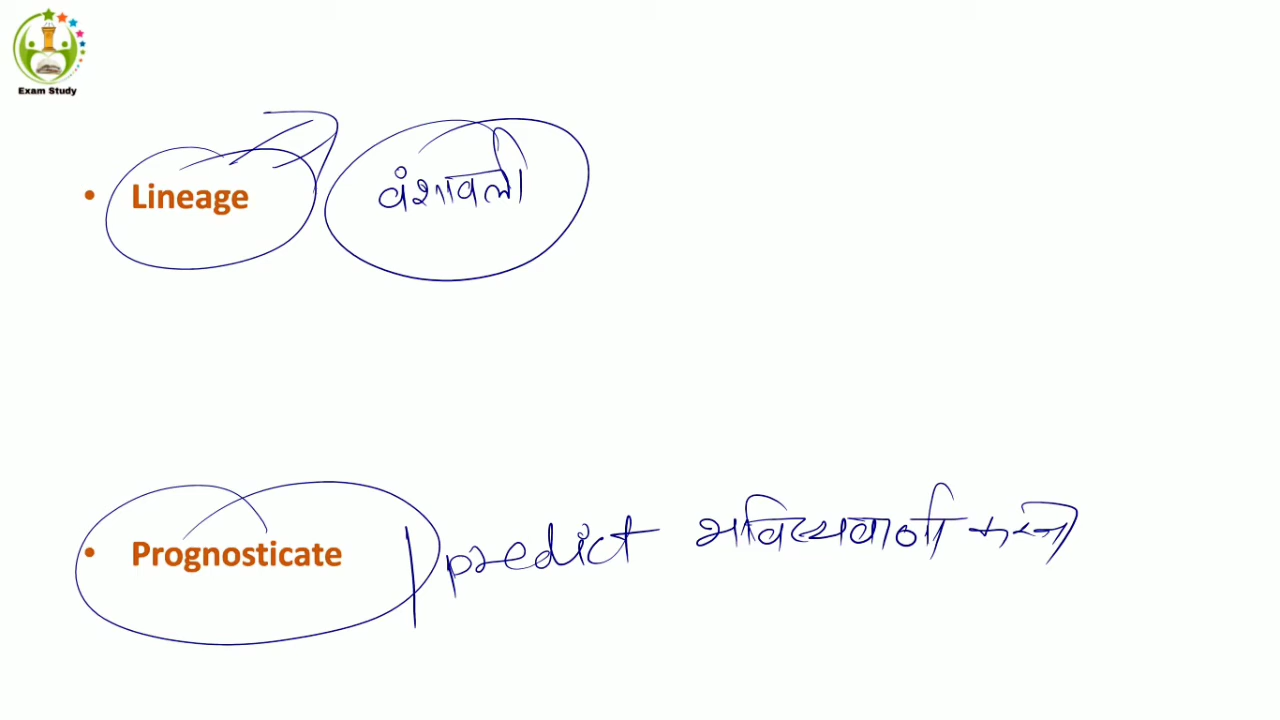 Exam Study
• Lineage वंशावली
• Prognosticate | predict भविष्यवाणी करना